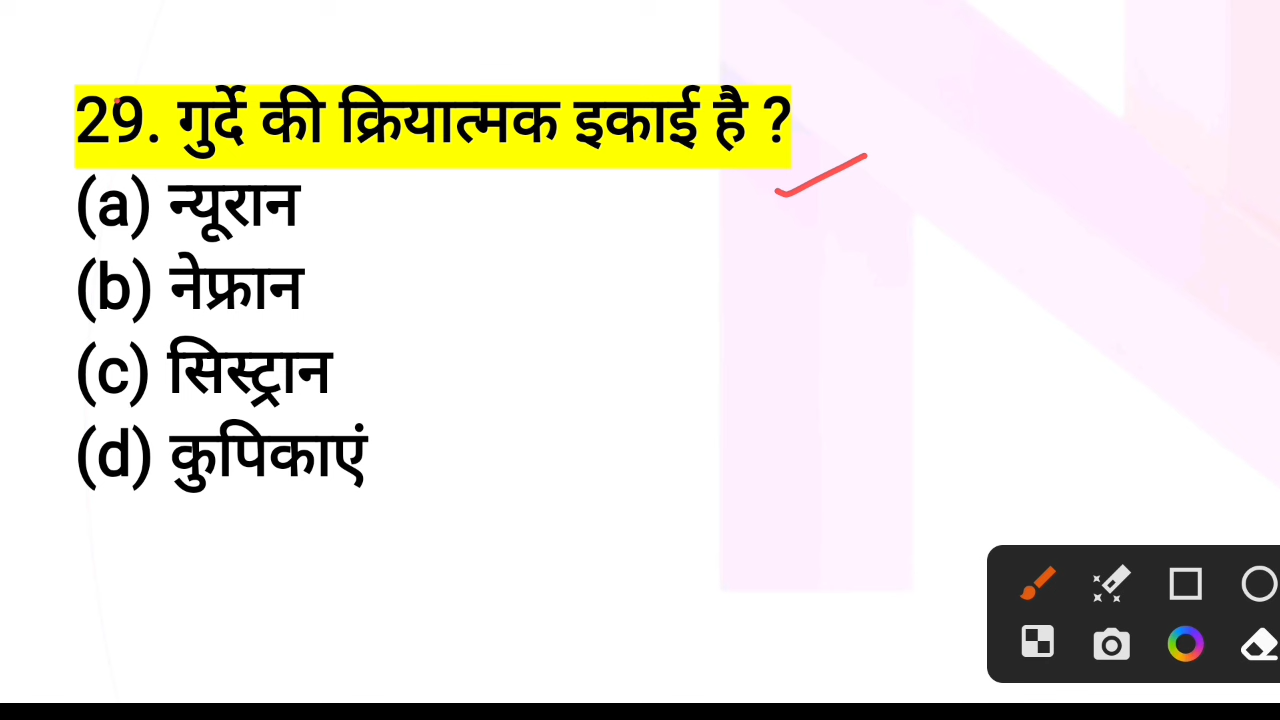 29. गुर्दे की क्रियात्मक इकाई है ?
(a) न्यूरान
(b) नेफ्रान
(c) सिस्ट्रान
(d) कुपिकाएं